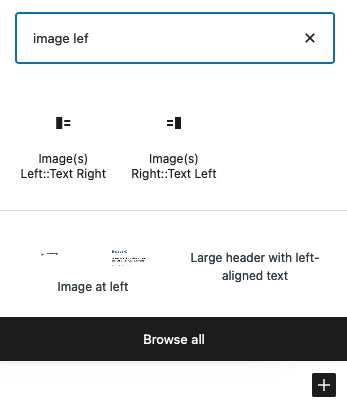 image lef
Image(s)
Left::Text Right
Image(s)
Right::Text Left
Image at left
Large header with left-
aligned text
Browse all